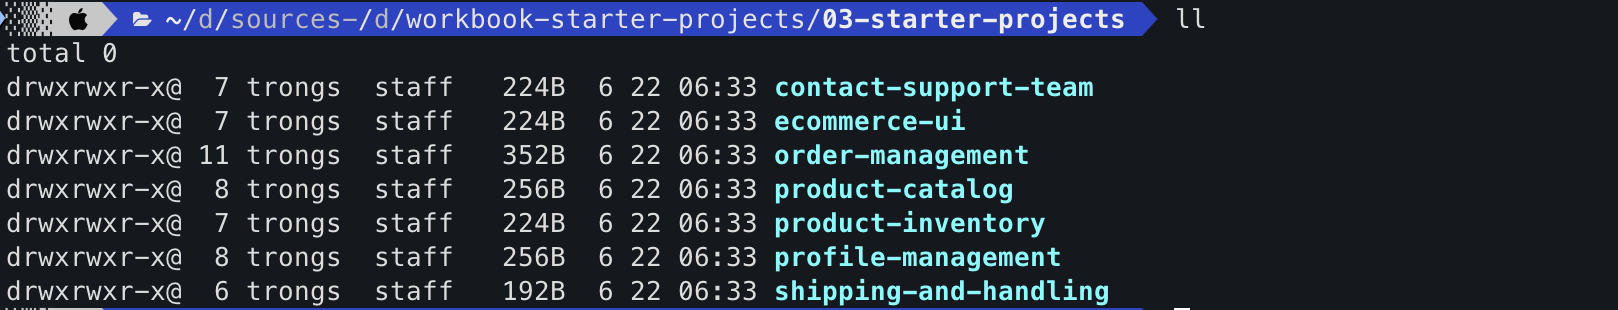 ~/d/sources-/d/workbook-starter-projects/03-starter-projects ll
total 0
drwxrwxr-x@  7 trongs  staff   224B  6 22 06:33 contact-support-team
drwxrwxr-x@  7 trongs  staff   224B  6 22 06:33 ecommerce-ui
drwxrwxr-x@ 11 trongs  staff   352B  6 22 06:33 order-management
drwxrwxr-x@  8 trongs  staff   256B  6 22 06:33 product-catalog
drwxrwxr-x@  7 trongs  staff   224B  6 22 06:33 product-inventory
drwxrwxr-x@  8 trongs  staff   256B  6 22 06:33 profile-management
drwxrwxr-x@  6 trongs  staff   192B  6 22 06:33 shipping-and-handling